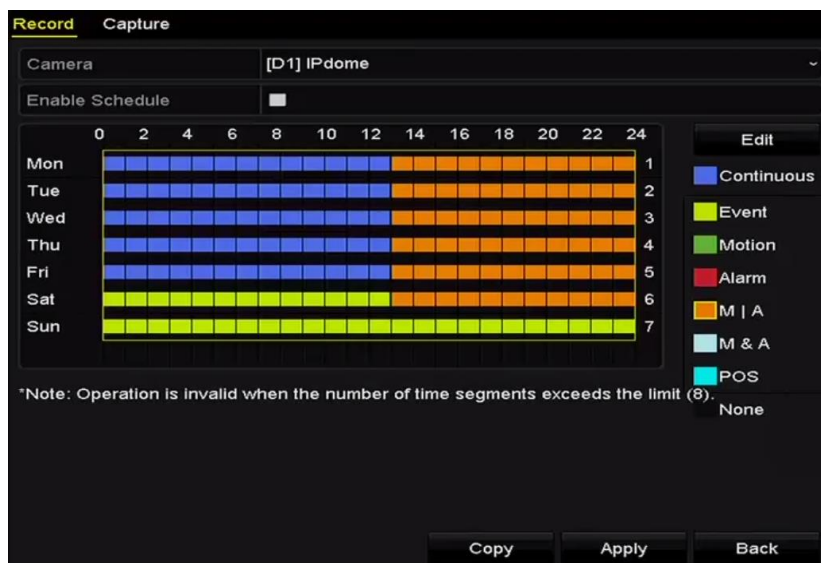 Record Capture
Camera [D1] IPdome
Enable Schedule
0 2 4 6 8 10 12 14 16 18 20 22 24
Edit
Mon 1
Continuous
Tue 2
Wed 3
Event
Thu 4
Motion
Fri 5
Alarm
Sat 6
M | A
Sun 7
M & A
POS
*Note: Operation is invalid when the number of time segments exceeds the limit (8).
None
Copy Apply Back